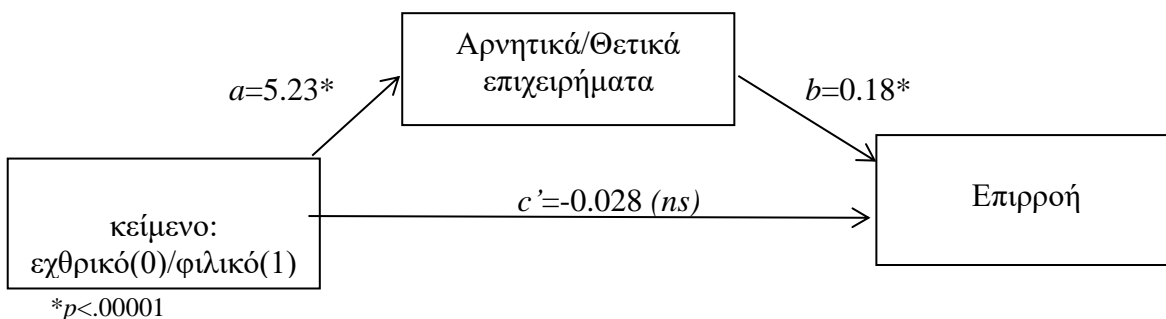 Αρνητικά/Θετικά
επιχειρήματα
a=5.23*
b=0.18*
κείμενο:
εχθρικό(0)/φιλικό(1)
c’=-0.028 (ns)
Επιρροή
*p<.00001